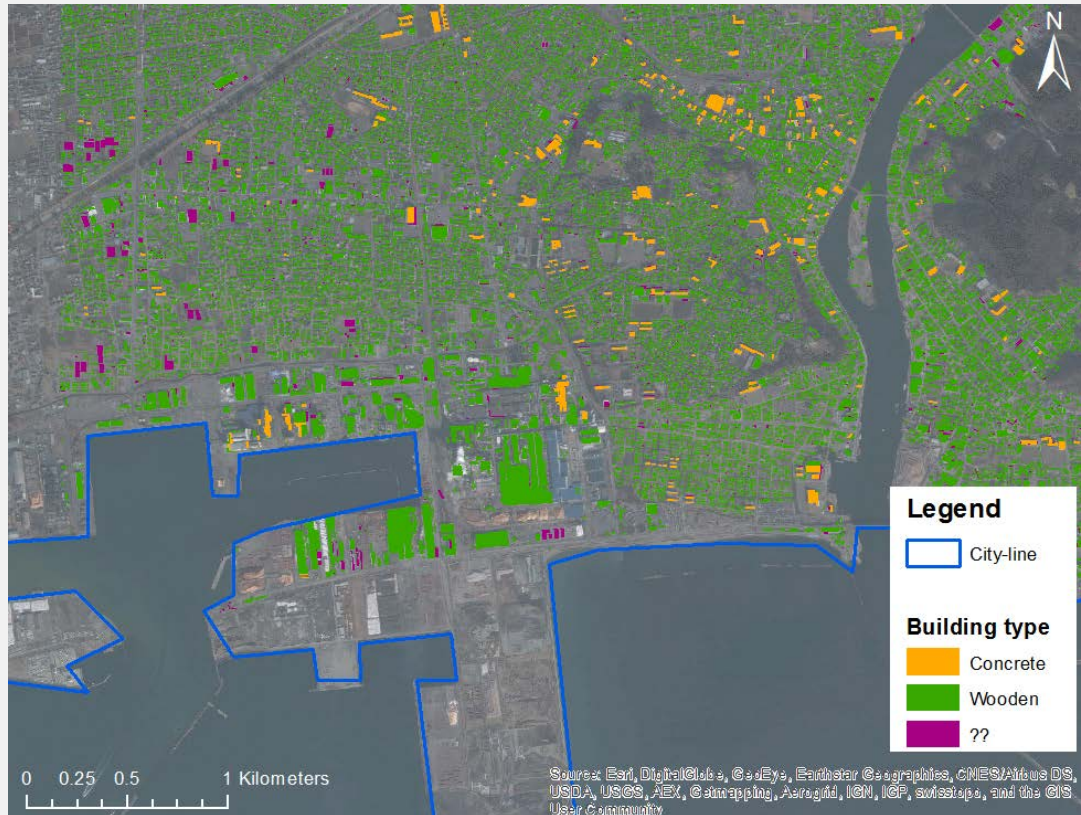 N
Legend
City-line
Building type
Concrete
Wooden
??
0 0.25 0.5 1 Kilometers
Source: Esri, DigitalGlobe, GeoEye, Earthstar Geographics, CNES/Airbus DS,
USDA, USGS, AEX, Getmapping, Aerogrid, IGN, IGP, swisstopo, and the GIS
User Community